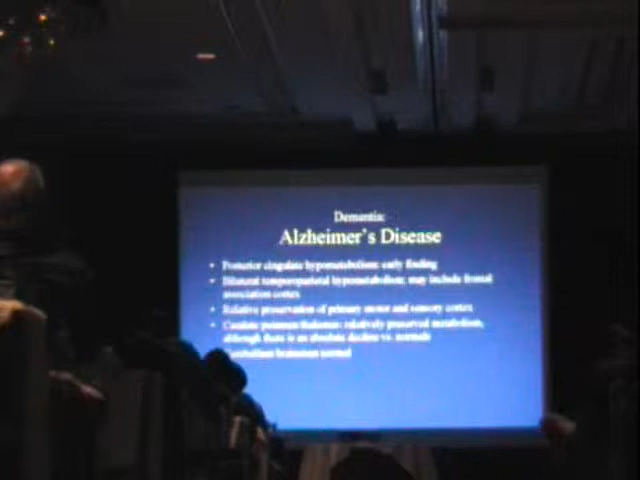 Dementia:
Alzheimer's Disease
• Posterior cingulate hypometabolism: early finding
• Bilateral temporoparietal hypometabolism; may include frontal
association cortex
• Relative preservation of primary motor and sensory cortex
• Caudate putamen thalamus: relatively preserved metabolism,
although there is an absolute decline vs. normals
cerebellum brainstem normal